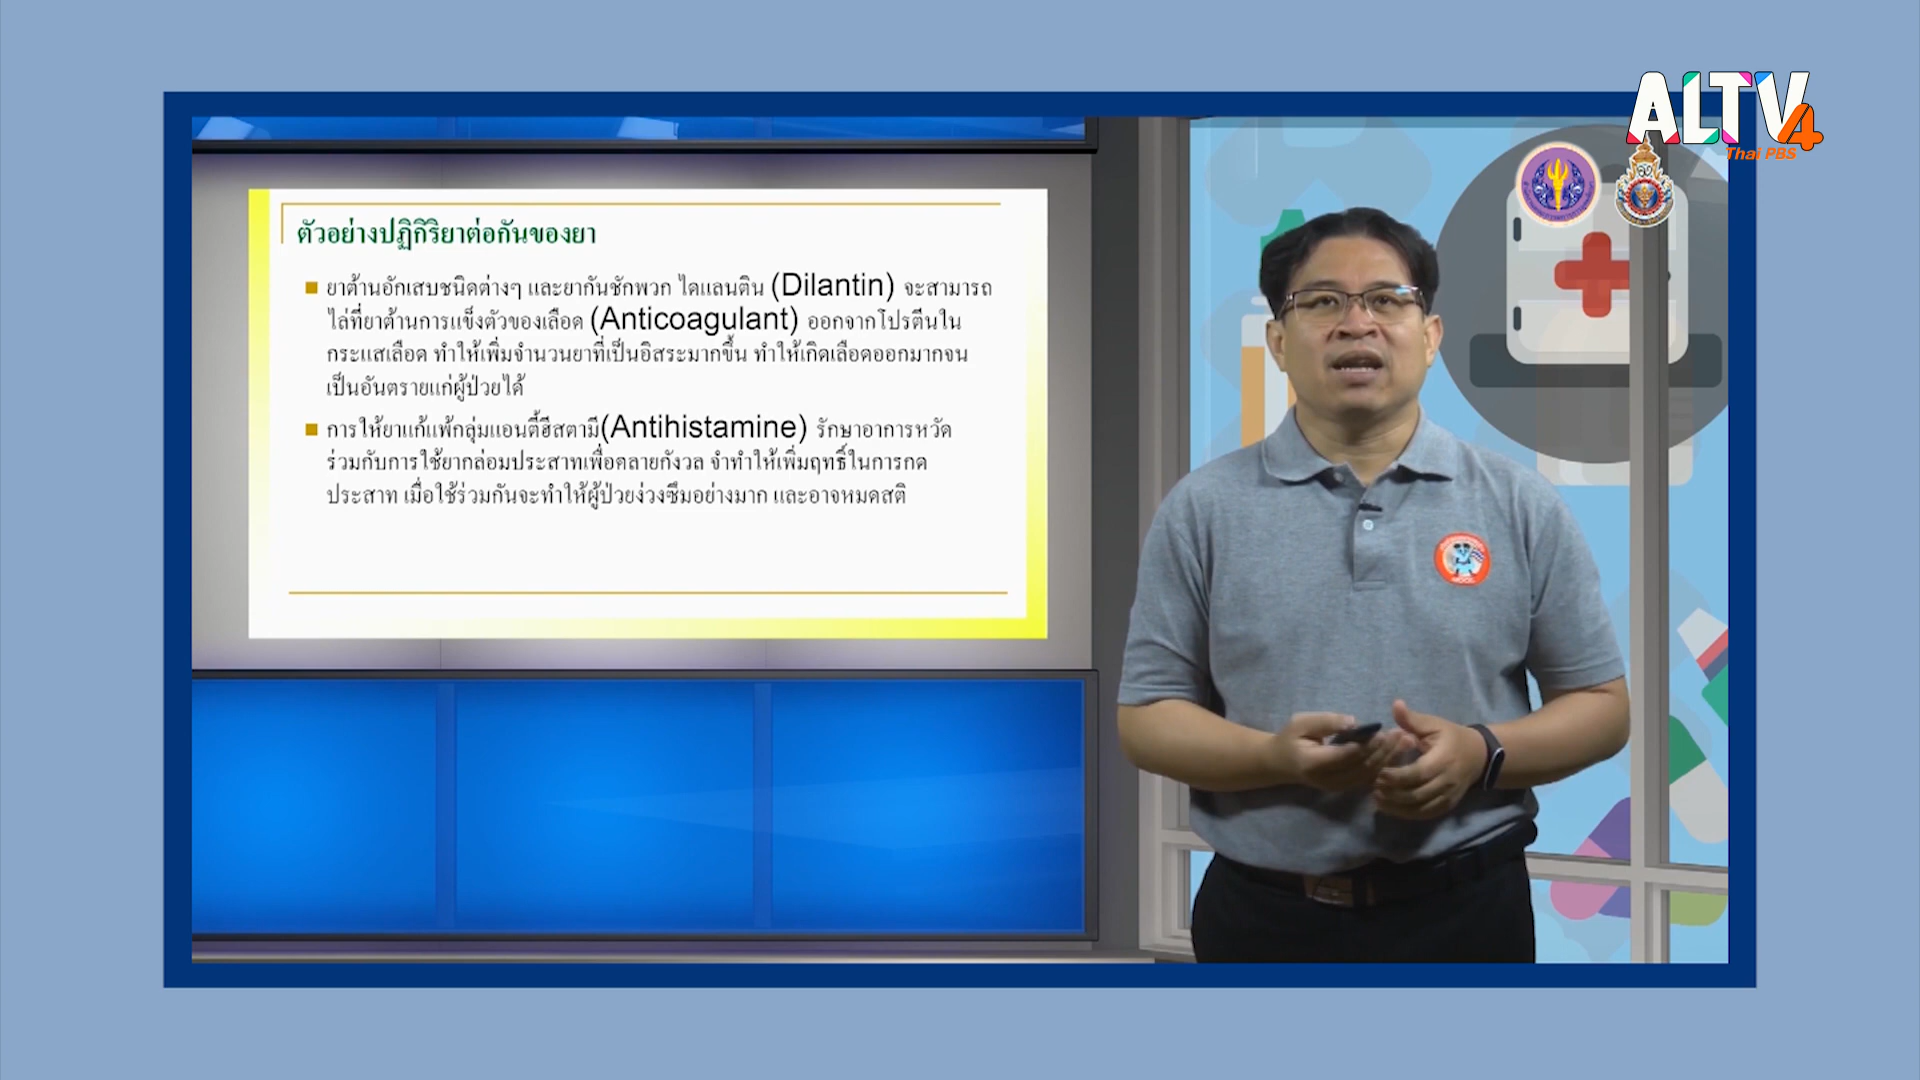 ALTV4
Thai PBS
ตัวอย่างปฏิกิริยาต่อกันของยา
ยาต้านอักเสบชนิดต่างๆ และยากันชักพวก ไดแลนติน (Dilantin) จะสามารถ
ไล่ที่ยาต้านการแข็งตัวของเลือด (Anticoagulant) ออกจากโปรตีนใน
กระแสเลือด ทำให้เพิ่มจำนวนยาที่เป็นอิสระมากขึ้น ทำให้เกิดเลือดออกมากจน
เป็นอันตรายแก่ผู้ป่วยได้
การให้ยาแก้แพ้กลุ่มแอนตี้ฮีสตามี(Antihistamine) รักษาอาการหวัด
ร่วมกับการใช้ยากล่อมประสาทเพื่อคลายกังวล จำทำให้เพิ่มฤทธิ์ในการกด
ประสาท เมื่อใช้ร่วมกันจะทำให้ผู้ป่วยง่วงซึมอย่างมาก และอาจหมดสติ